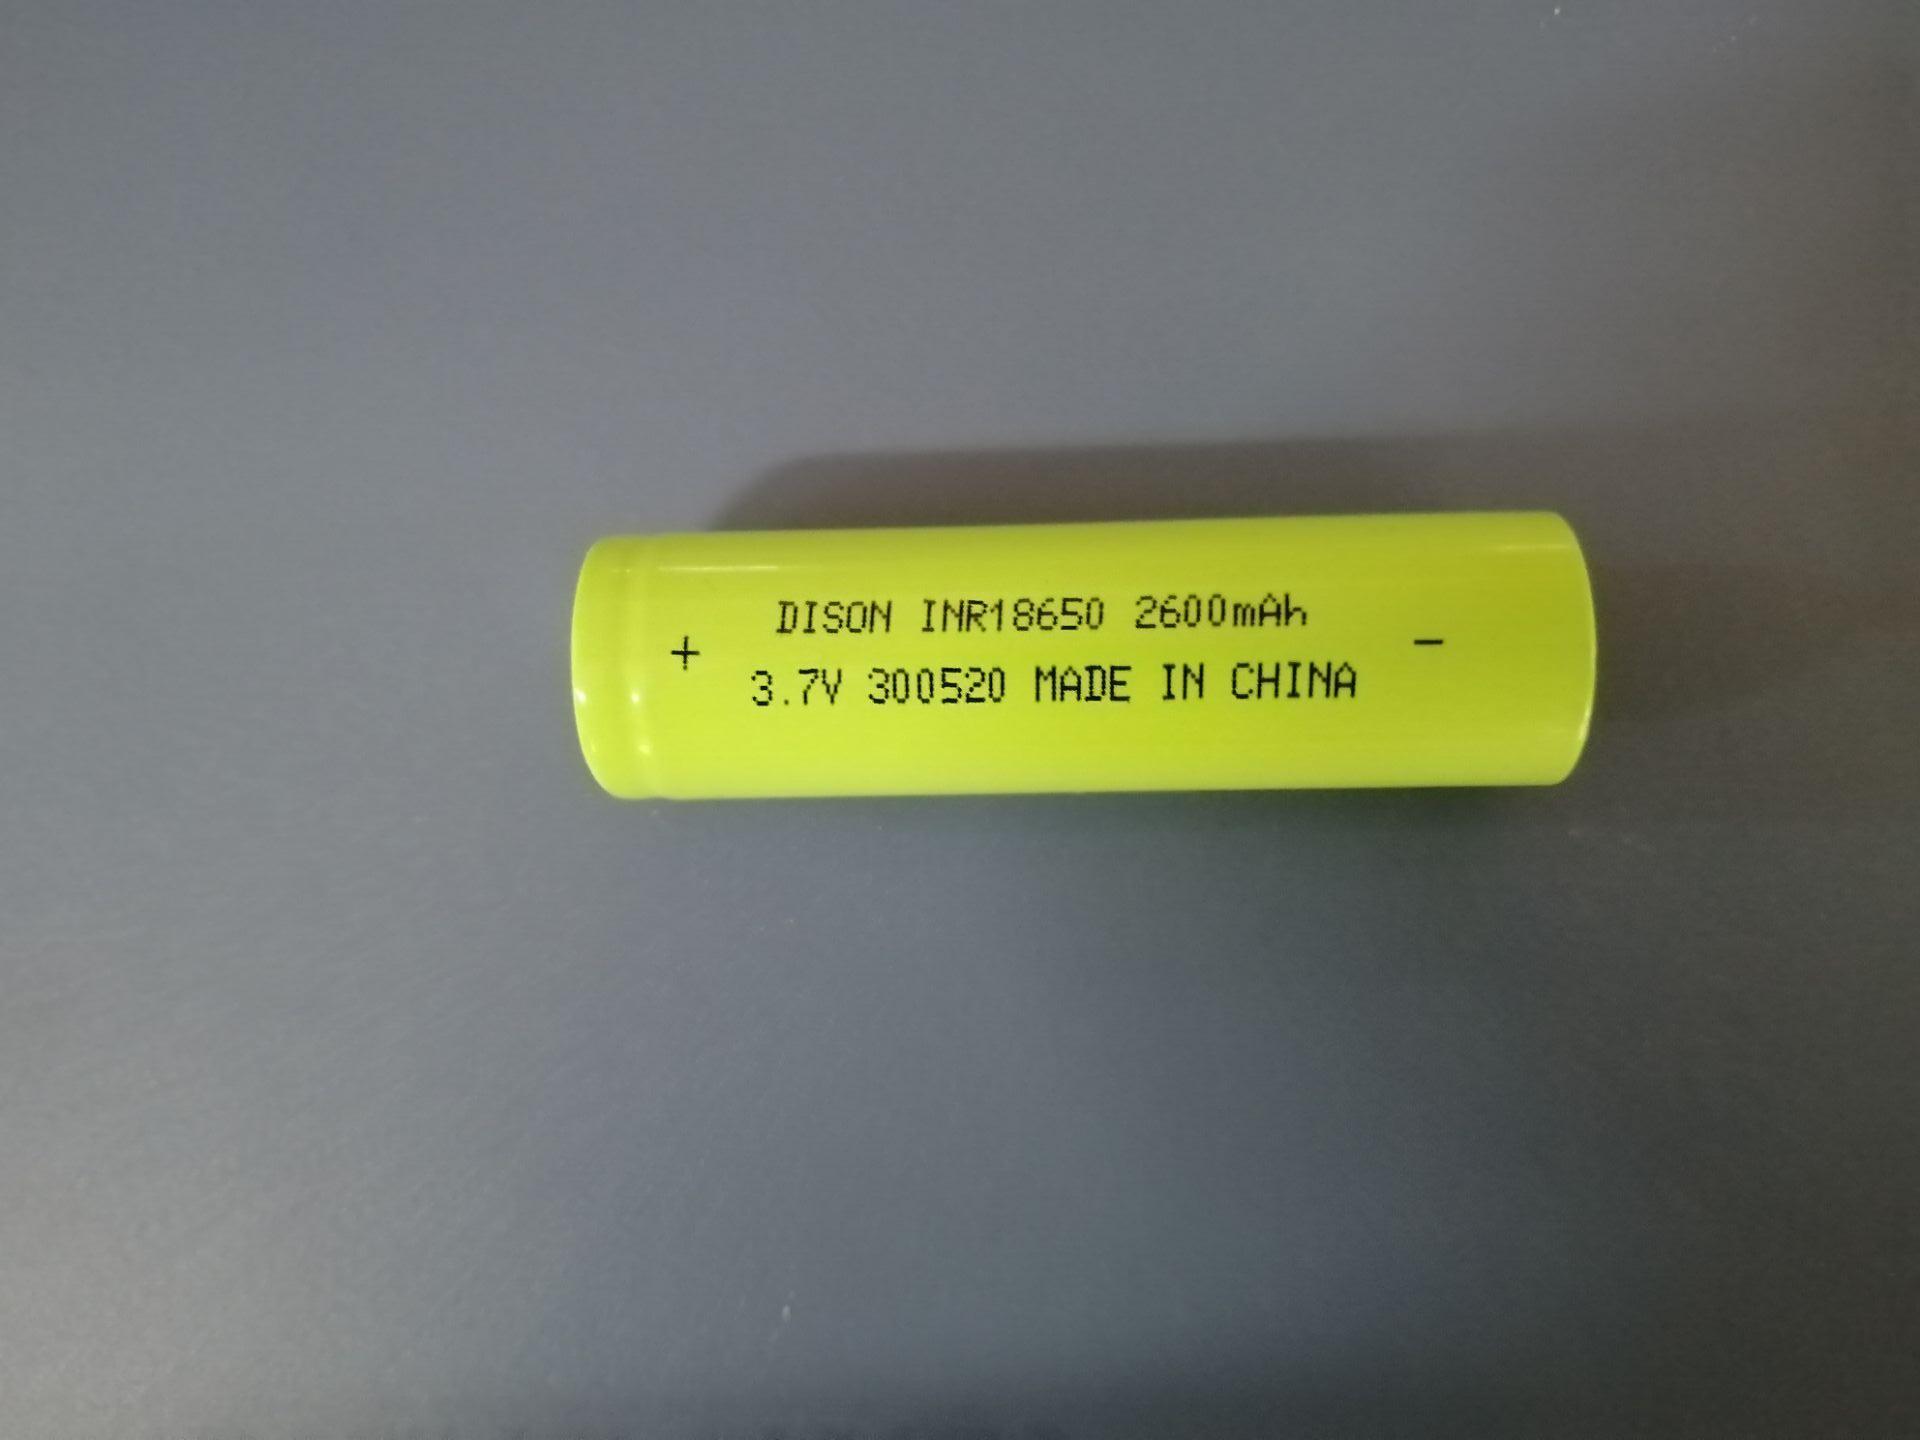 DISON INR18650 2600mAh
+ -
3.7V 300520 MADE IN CHINA